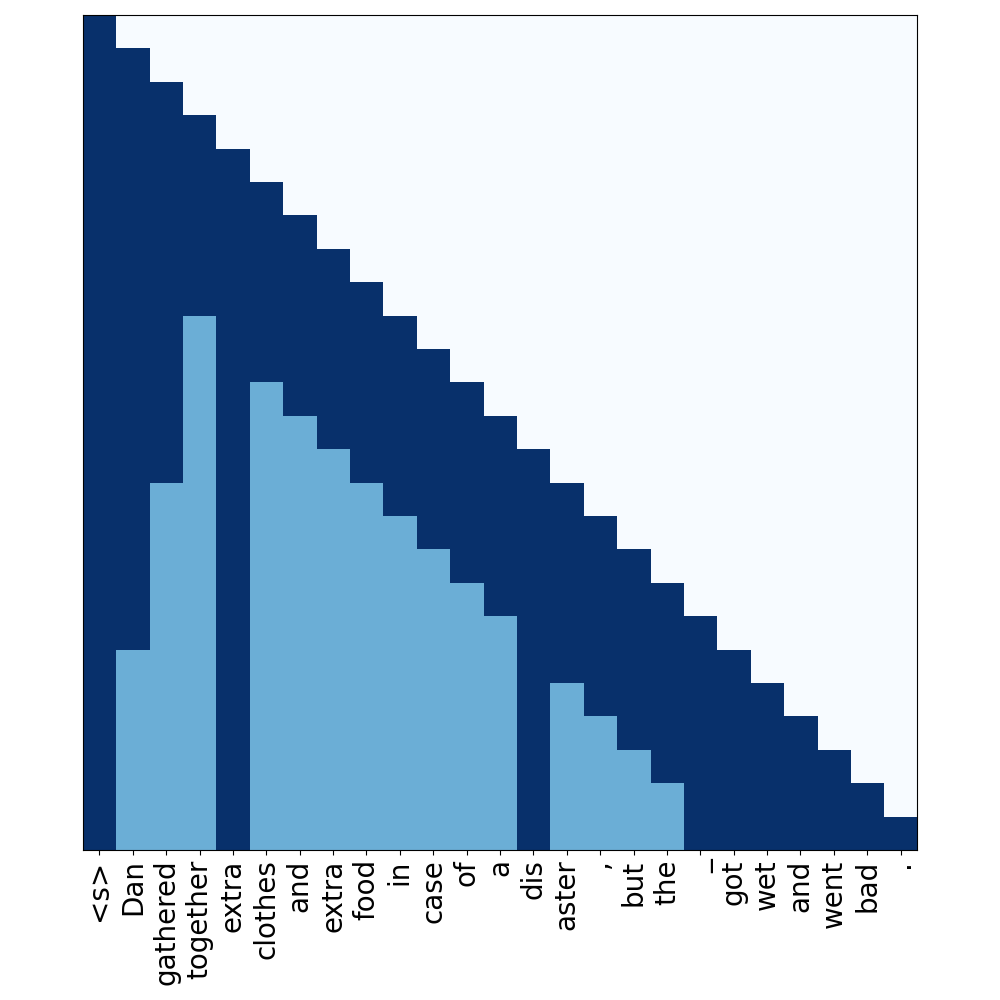 <s>
Dan
gathered
together
extra
clothes
and
extra
food
in
case
of
a
dis
aster
,
but
the
_
got
wet
and
went
bad
.